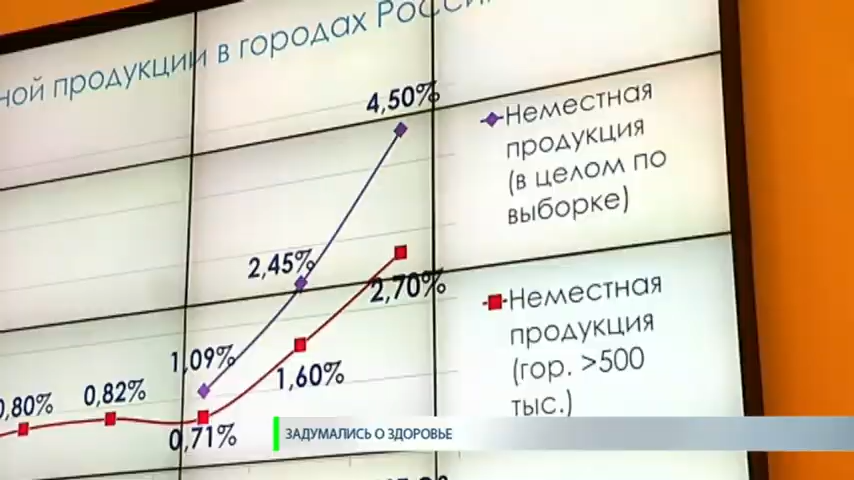 ной продукции в городах Росси
4,50%
Неместная
продукция
(в целом по
выборке)
2,45%
2,70%
Неместная
продукция
(гор. >500
тыс.)
1,09%
1,60%
0,80%
0,82%
0,71%
ЗАДУМАЛИСЬ О ЗДОРОВЬЕ